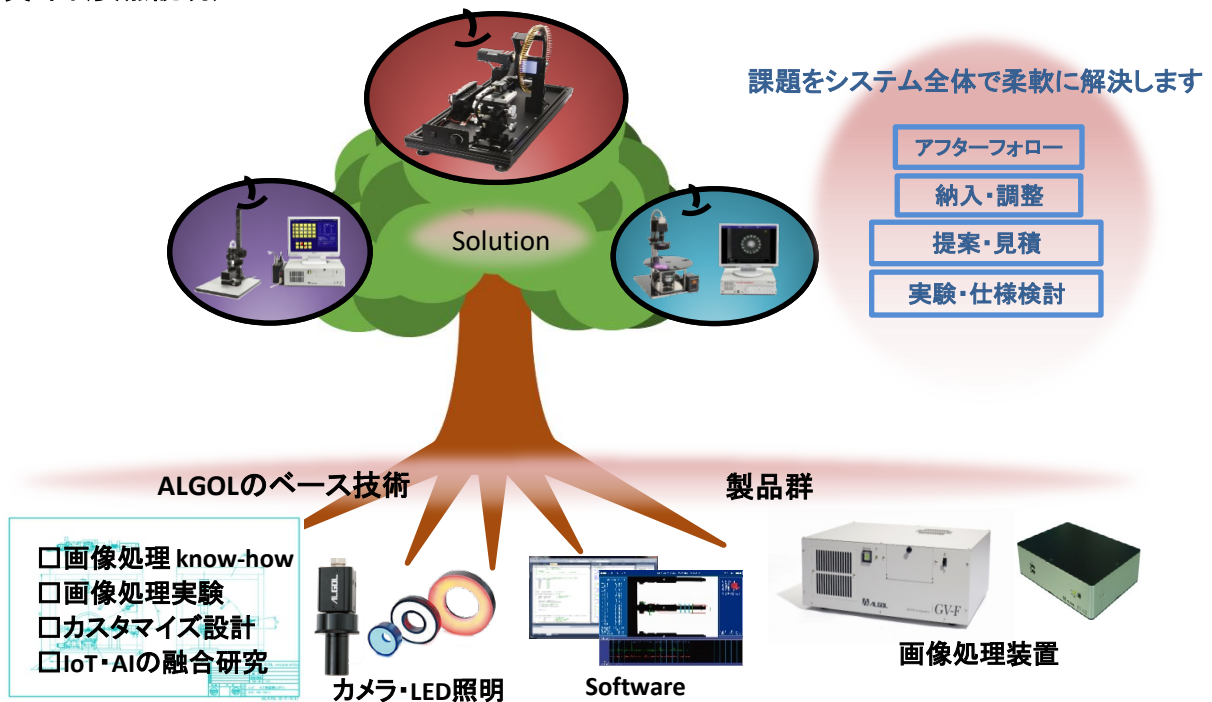 課題をシステム全体で柔軟に解決します
アフターフォロー
納入・調整
提案・見積
実験・仕様検討
Solution
ALGOLのベース技術
製品群
□画像処理 know-how
□画像処理実験
□カスタマイズ設計
□IoT・AIの融合研究
ALGOL
カメラ・LED照明
Software
ALGOL
GV-F
画像処理装置